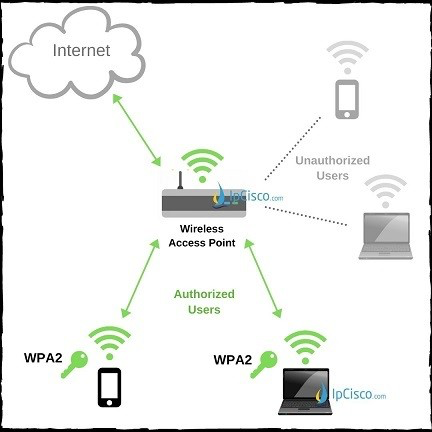 Internet
Unauthorized
Users
IpCisco.com
Wireless
Access Point
Authorized
Users
WPA2
WPA2
IpCisco.com